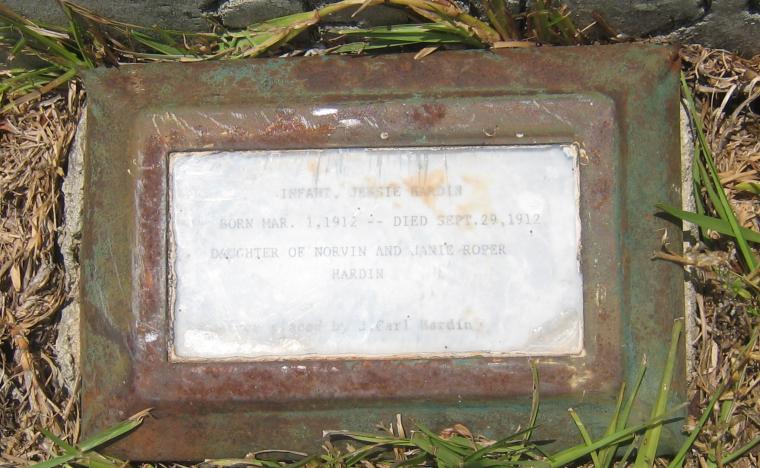 INFANT. JESSIE HARDIN
BORN MAR. 1,1912 -- DIED SEPT.29,1912
DAUGHTER OF NORVIN AND JANIE ROPER
HARDIN
placed by J.Carl Hardin